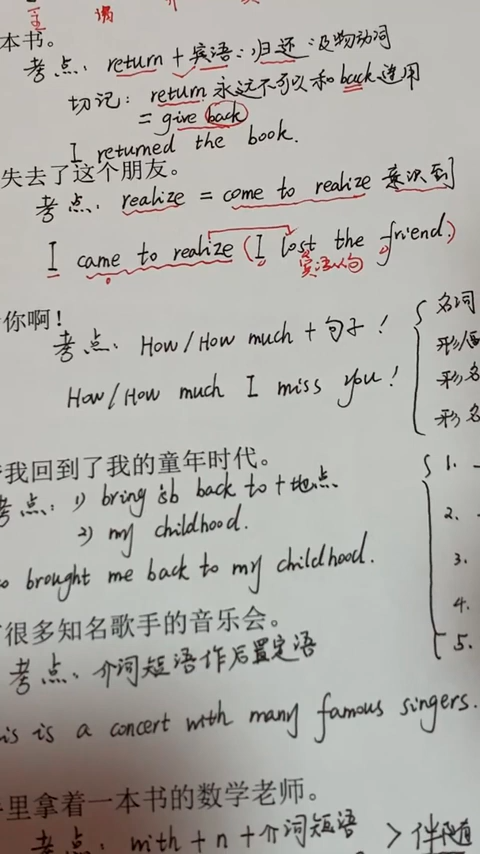 谓
本书。
考点: return + 宾语: 归还 及物动词
切记: return 永远不可以和 back 连用
= give back
I returned the book.
失去了这个朋友。
考点: realize = come to realize 意识到
I came to realize (I lost the friend.)
宾语从句
你啊!
考点: How/How much + 句子!
How/How much I miss you!
名词
形
形名
形名
我回到了我的童年时代。
考点: 1) bring sb back to + 地点
2) my childhood.
brought me back to my childhood.
1.
2.
3.
4.
5.
很多知名歌手的音乐会。
考点: 介词短语作后置定语
is is a concert with many famous singers.
里拿着一本书的数学老师。
考点: with + n + 介词短语 > 伴随